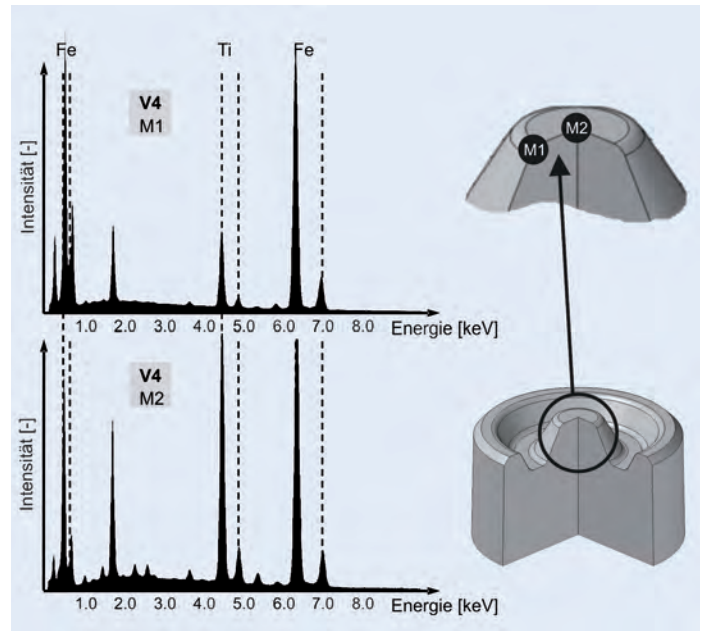 Fe Ti Fe
V4
M1
Intensität [-]
1.0 2.0 3.0 4.0 5.0 6.0 7.0 8.0 Energie [keV]
V4
M2
Intensität [-]
1.0 2.0 3.0 4.0 5.0 6.0 7.0 8.0 Energie [keV]
M1 M2